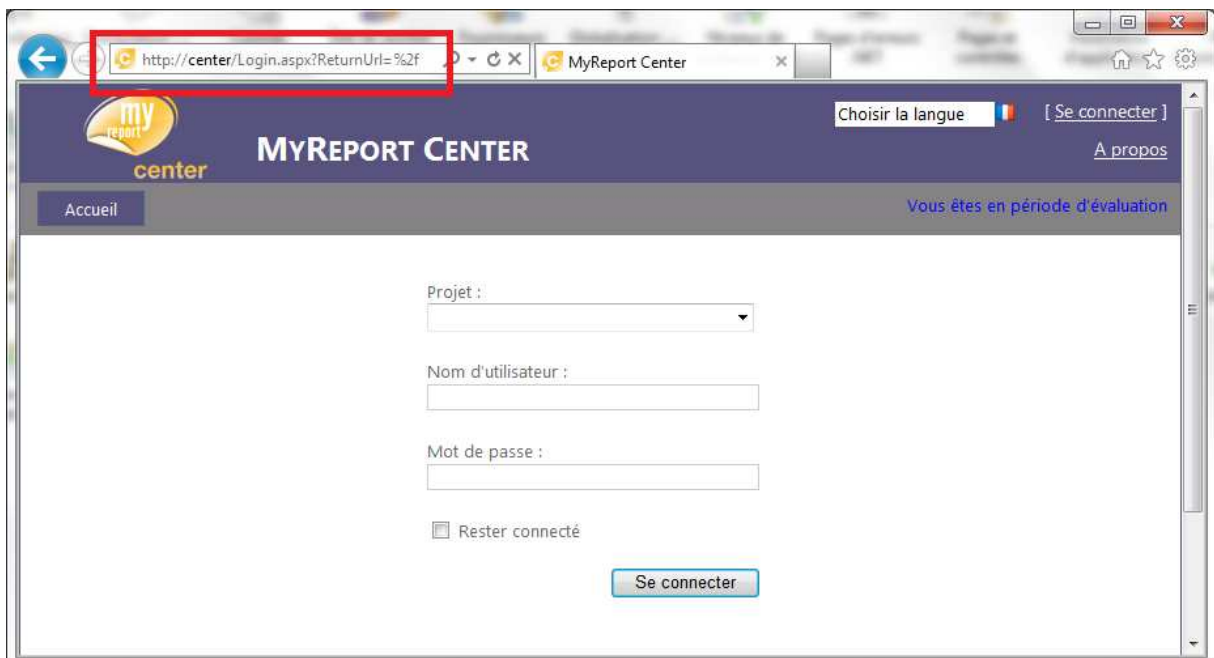 http://center/Login.aspx?ReturnUrl=%2f
MyReport Center
my
report
center
MYREPORT CENTER
Choisir la langue
[ Se connecter ]
A propos
Accueil
Vous êtes en période d'évaluation
Projet :
Nom d'utilisateur :
Mot de passe :
Rester connecté
Se connecter